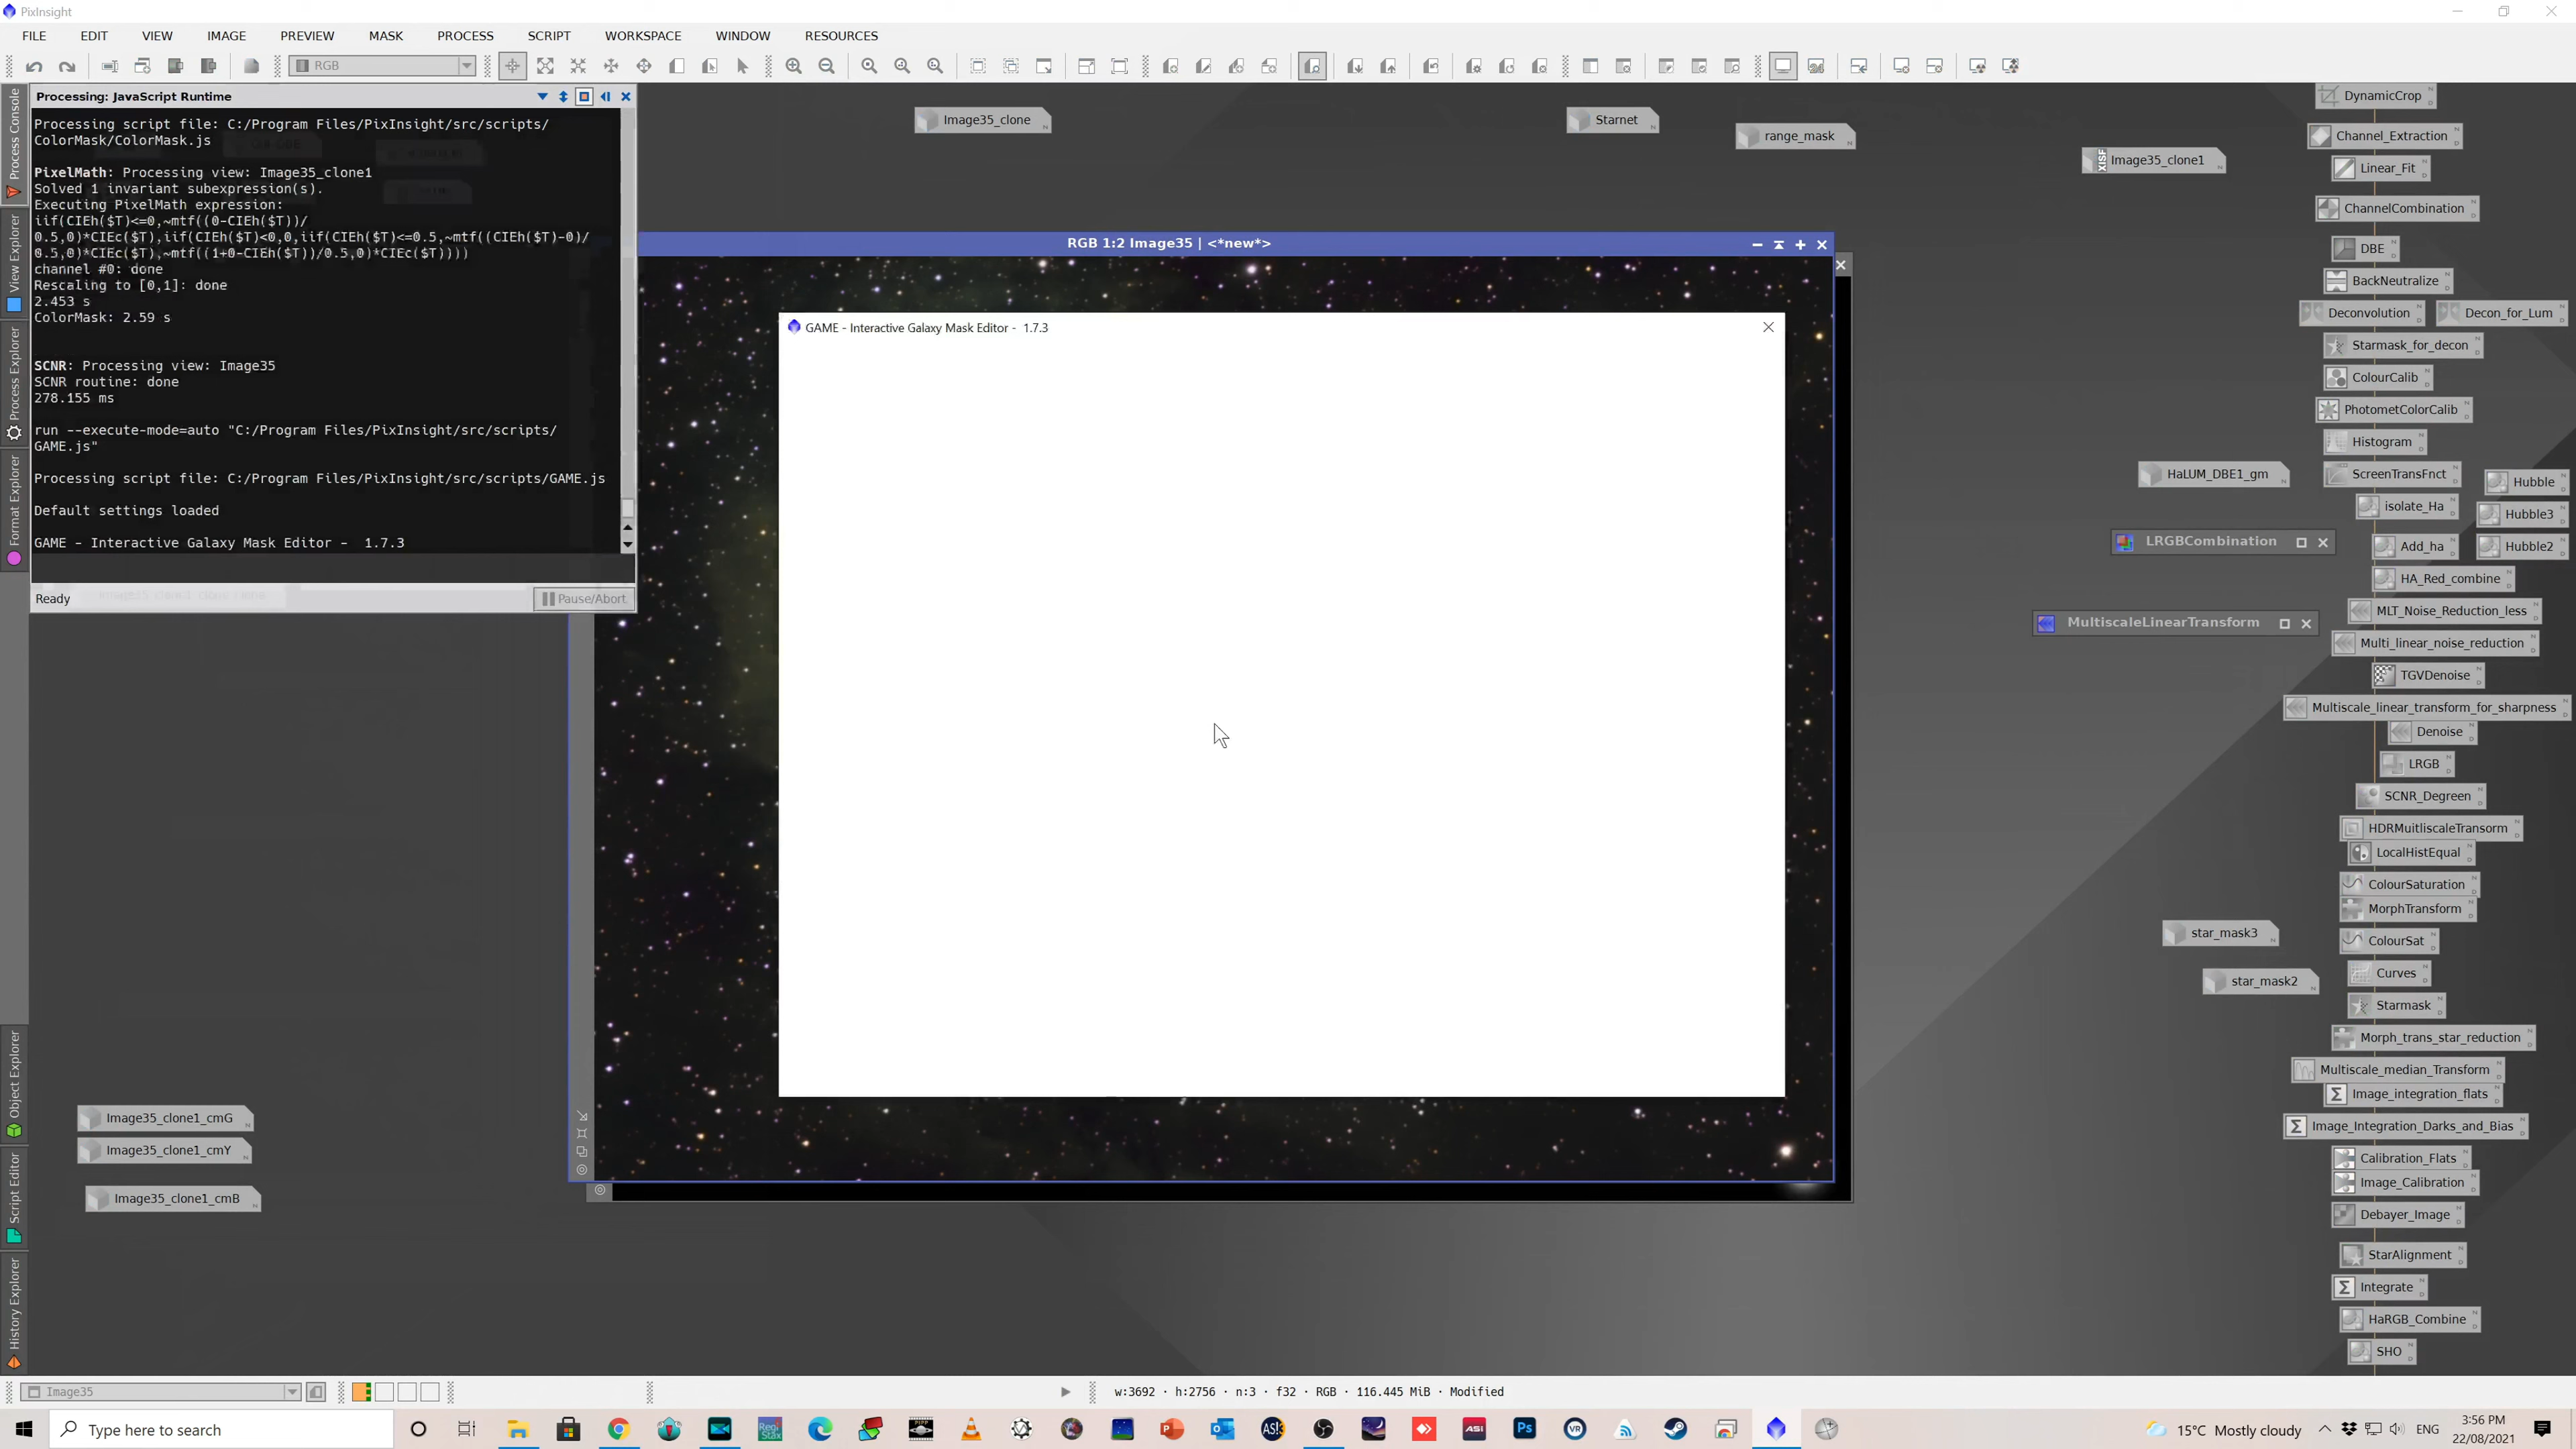 PixInsight
FILE EDIT VIEW IMAGE PREVIEW MASK PROCESS SCRIPT WORKSPACE WINDOW RESOURCES
RGB
Processing: JavaScript Runtime
Processing script file: C:/Program Files/PixInsight/src/scripts/
ColorMask/ColorMask.js
PixelMath: Processing view: Image35_clone1
Solved 1 invariant subexpression(s).
Executing PixelMath expression:
iif(CIEh($T)<=0,~mtf((0-CIEh($T))/
0.5,0)*CIEc($T),iif(CIEh($T)<0,0,iif(CIEh($T)<=0.5,~mtf((CIEh($T)-0)/
0.5,0)*CIEc($T),~mtf((1+0-CIEh($T))/0.5,0)*CIEc($T))))
channel #0: done
Rescaling to [0,1]: done
2.453 s
ColorMask: 2.59 s
SCNR: Processing view: Image35
SCNR routine: done
278.155 ms
run --execute-mode=auto "C:/Program Files/PixInsight/src/scripts/
GAME.js"
Processing script file: C:/Program Files/PixInsight/src/scripts/GAME.js
Default settings loaded
GAME - Interactive Galaxy Mask Editor - 1.7.3
Ready
Pause/Abort
Process Console
View Explorer
Process Explorer
Format Explorer
Object Explorer
Script Editor
History Explorer
Image35_clone
Starnet
range_mask
Image35_clone1
RGB 1:2 Image35 | <*new*>
GAME - Interactive Galaxy Mask Editor - 1.7.3
HaLUM_DBE1_gm
LRGBCombination
MultiscaleLinearTransform
star_mask3
star_mask2
Image35_clone1_cmG
Image35_clone1_cmY
Image35_clone1_cmB
DynamicCrop
Channel_Extraction
Linear_Fit
ChannelCombination
DBE
BackNeutralize
Deconvolution Decon_for_Lum
Starmask_for_decon
ColourCalib
PhotometColorCalib
Histogram
ScreenTransFnct Hubble
isolate_Ha Hubble3
Add_ha Hubble2
HA_Red_combine
MLT_Noise_Reduction_less
Multi_linear_noise_reduction
TGVDenoise
Multiscale_linear_transform_for_sharpness
Denoise
LRGB
SCNR_Degreen
HDRMuitliscaleTransorm
LocalHistEqual
ColourSaturation
MorphTransform
ColourSat
Curves
Starmask
Morph_trans_star_reduction
Multiscale_median_Transform
Image_integration_flats
Image_Integration_Darks_and_Bias
Calibration_Flats
Image_Calibration
Debayer_Image
StarAlignment
Integrate
HaRGB_Combine
SHO
Image35
w:3692 · h:2756 · n:3 · f32 · RGB · 116.445 MiB · Modified
Type here to search
15°C Mostly cloudy
ENG
3:56 PM
22/08/2021